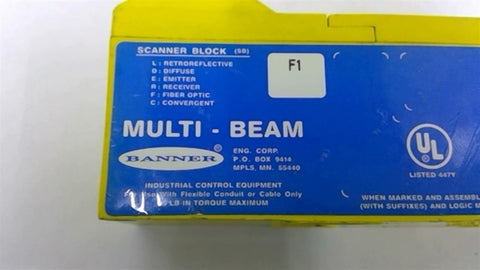 SCANNER BLOCK (SB)
L : RETROREFLECTIVE
D : DIFFUSE
E : EMITTER
R : RECEIVER
F : FIBER OPTIC
C : CONVERGENT
F1
MULTI - BEAM
BANNER ®
ENG. CORP.
P.O. BOX 9414
MPLS, MN. 55440
UL ®
LISTED 447Y
INDUSTRIAL CONTROL EQUIPMENT
Use With Flexible Conduit or Cable Only
LB IN TORQUE MAXIMUM
WHEN MARKED AND ASSEMBL
(WITH SUFFIXES) AND LOGIC M